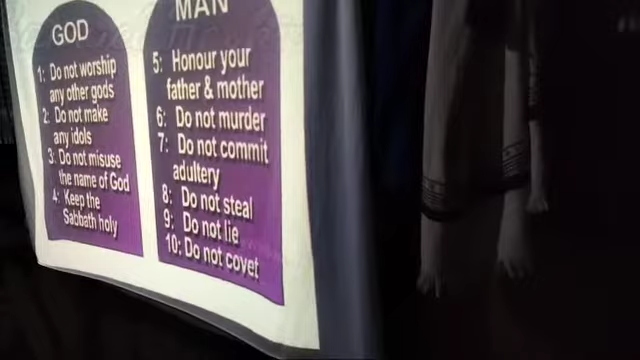 GOD
1: Do not worship
any other gods
2: Do not make
any idols
3: Do not misuse
the name of God
4: Keep the
Sabbath holy
MAN
5: Honour your
father & mother
6: Do not murder
7: Do not commit
adultery
8: Do not steal
9: Do not lie
10: Do not covet